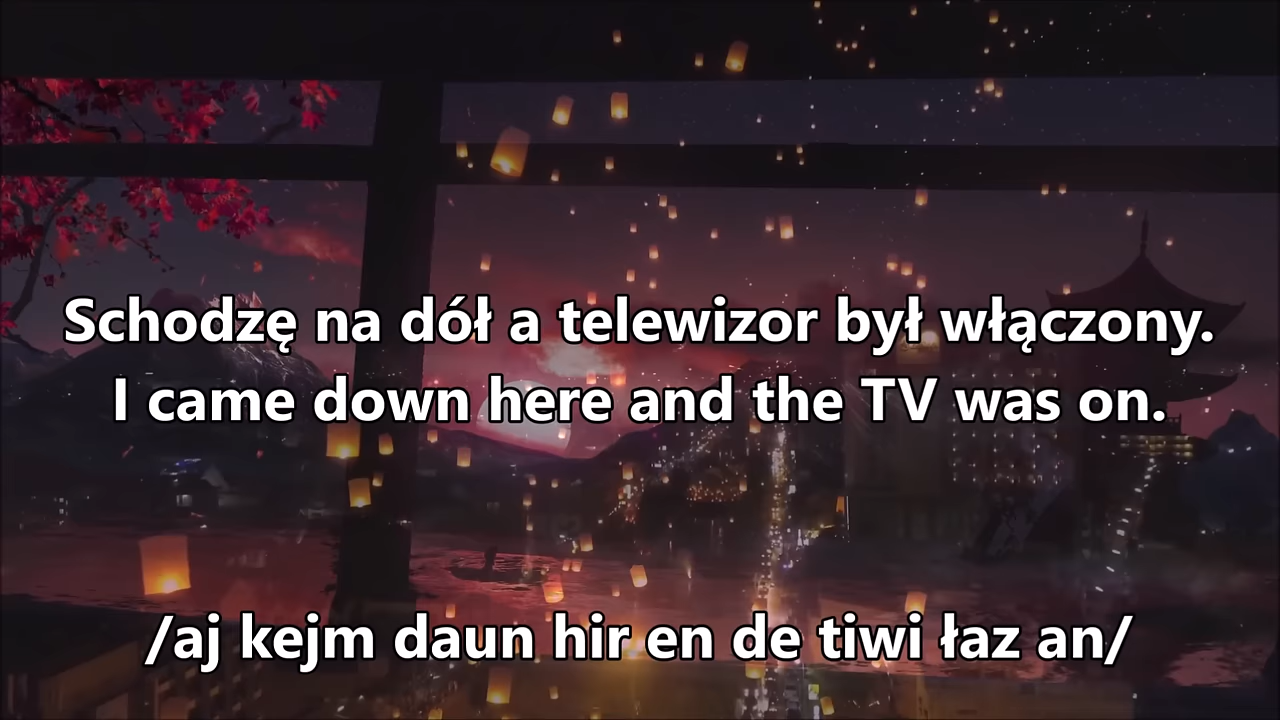 Schodzę na dół a telewizor był włączony.
I came down here and the TV was on.
/aj kejm daun hir en de tiwi łaz an/